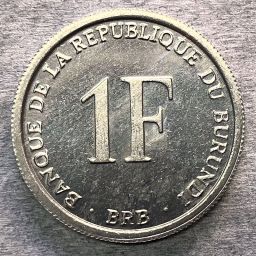 BANQUE DE LA REPUBLIQUE DU BURUNDI
1F
· BRB ·